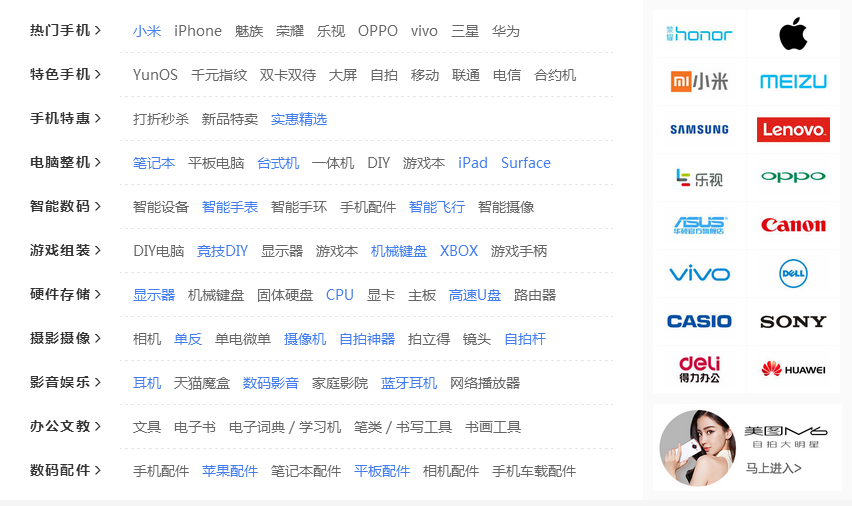 热门手机 > 小米 iPhone 魅族 荣耀 乐视 OPPO vivo 三星 华为
特色手机 > YunOS 千元指纹 双卡双待 大屏 自拍 移动 联通 电信 合约机
手机特惠 > 打折秒杀 新品特卖 实惠精选
电脑整机 > 笔记本 平板电脑 台式机 一体机 DIY 游戏本 iPad Surface
智能数码 > 智能设备 智能手表 智能手环 手机配件 智能飞行 智能摄像
游戏组装 > DIY电脑 竞技DIY 显示器 游戏本 机械键盘 XBOX 游戏手柄
硬件存储 > 显示器 机械键盘 固体硬盘 CPU 显卡 主板 高速U盘 路由器
摄影摄像 > 相机 单反 单电微单 摄像机 自拍神器 拍立得 镜头 自拍杆
影音娱乐 > 耳机 天猫魔盒 数码影音 家庭影院 蓝牙耳机 网络播放器
办公文教 > 文具 电子书 电子词典 / 学习机 笔类 / 书写工具 书画工具
数码配件 > 手机配件 苹果配件 笔记本配件 平板配件 相机配件 手机车载配件
荣耀 honor
mi 小米 MEIZU
SAMSUNG Lenovo
乐视 OPPO
ASUS Canon
华硕官方旗舰店
vivo DELL
CASIO SONY
deli HUAWEI
得力办公
美图M6
自拍大明星
马上进入>